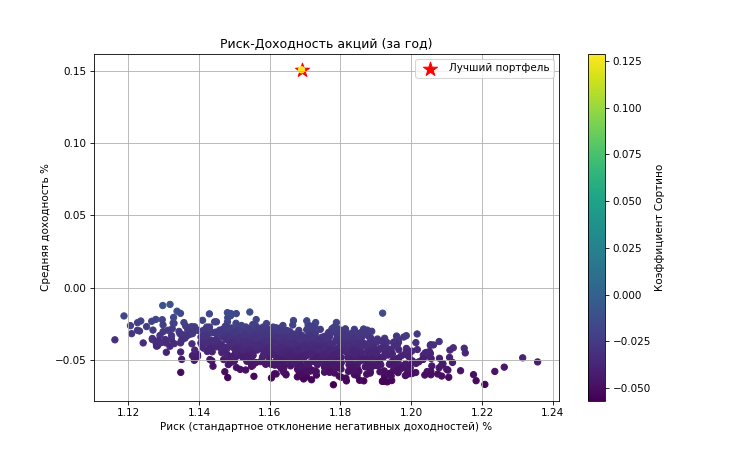 Риск-Доходность акций (за год)
Лучший портфель
0.15
0.10
0.05
0.00
−0.05
Средняя доходность %
1.12 1.14 1.16 1.18 1.20 1.22 1.24
Риск (стандартное отклонение негативных доходностей) %
0.125
0.100
0.075
0.050
0.025
0.000
−0.025
−0.050
Коэффициент Сортино